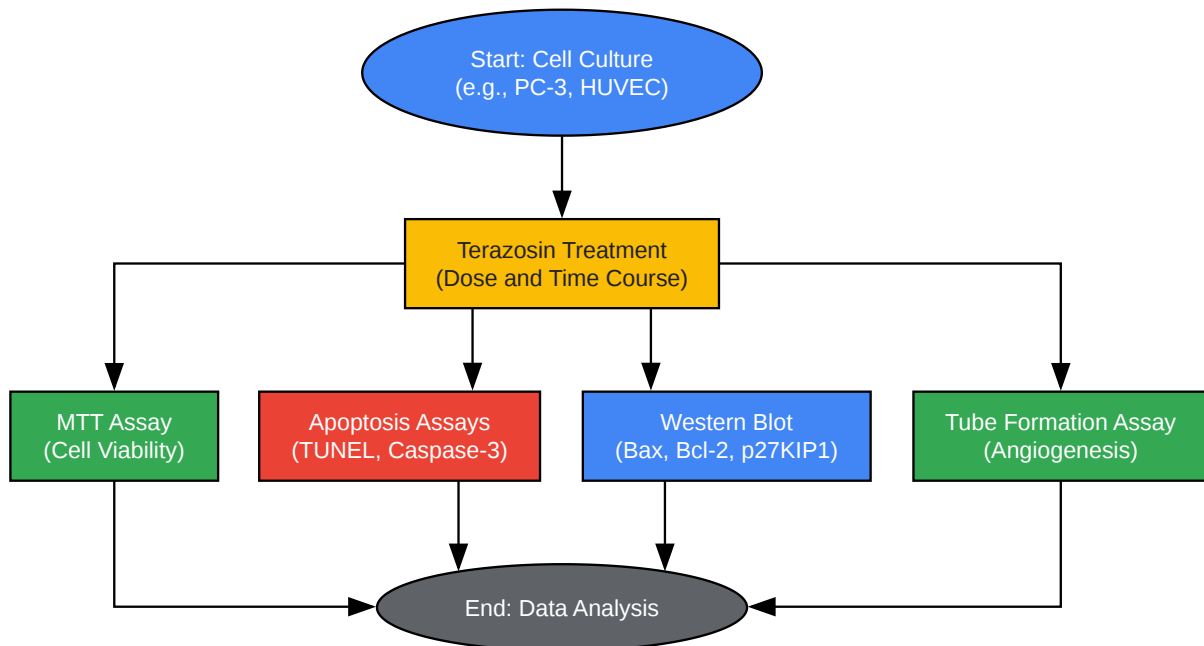 Start: Cell Culture
(e.g., PC-3, HUVEC)
Terazosin Treatment
(Dose and Time Course)
MTT Assay
(Cell Viability)
Apoptosis Assays
(TUNEL, Caspase-3)
Western Blot
(Bax, Bcl-2, p27KIP1)
Tube Formation Assay
(Angiogenesis)
End: Data Analysis